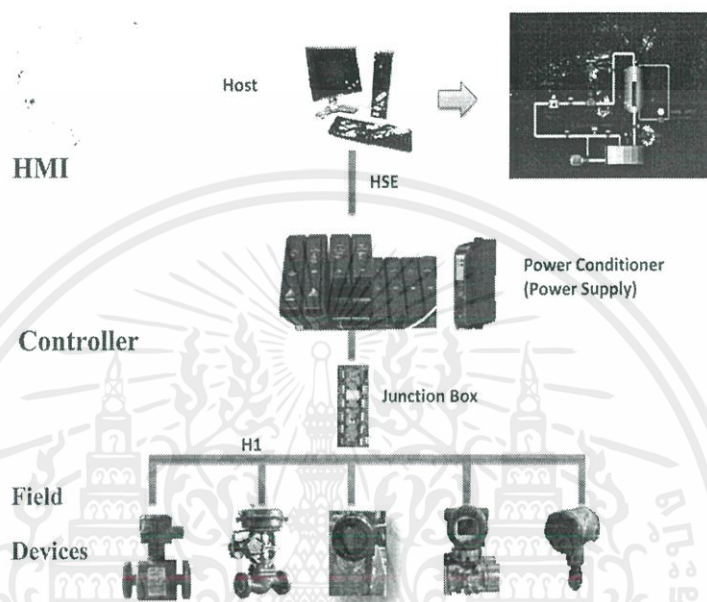 Host
HMI
HSE
Power Conditioner
(Power Supply)
Controller
Junction Box
H1
Field
Devices